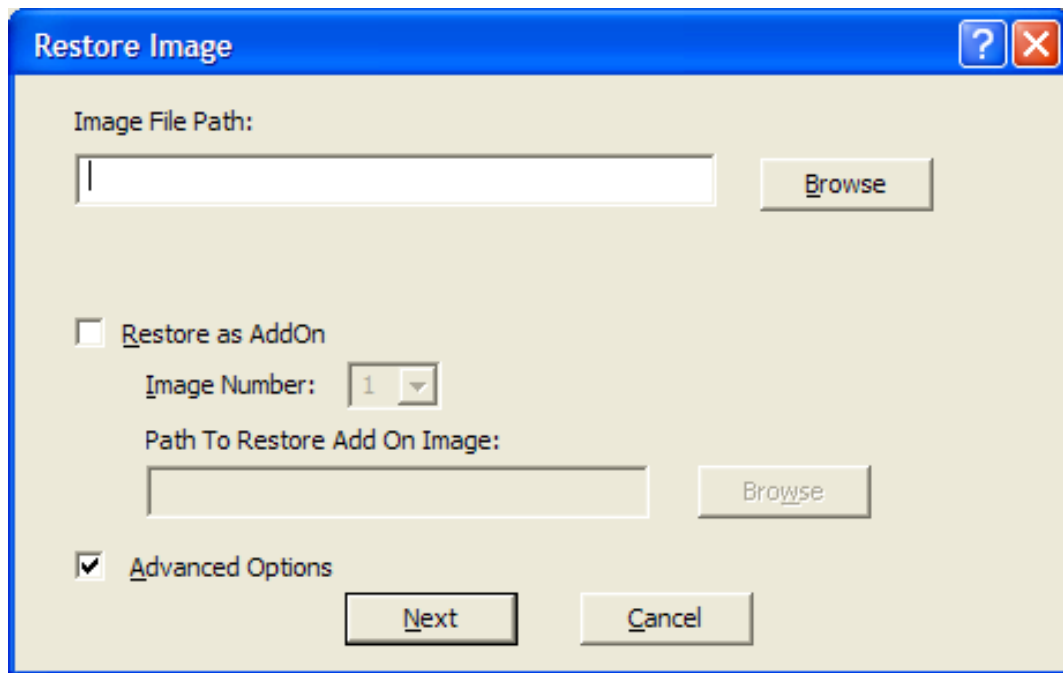 Restore Image
Image File Path:
Browse
Restore as AddOn
Image Number: 1
Path To Restore Add On Image:
Browse
Advanced Options
Next Cancel